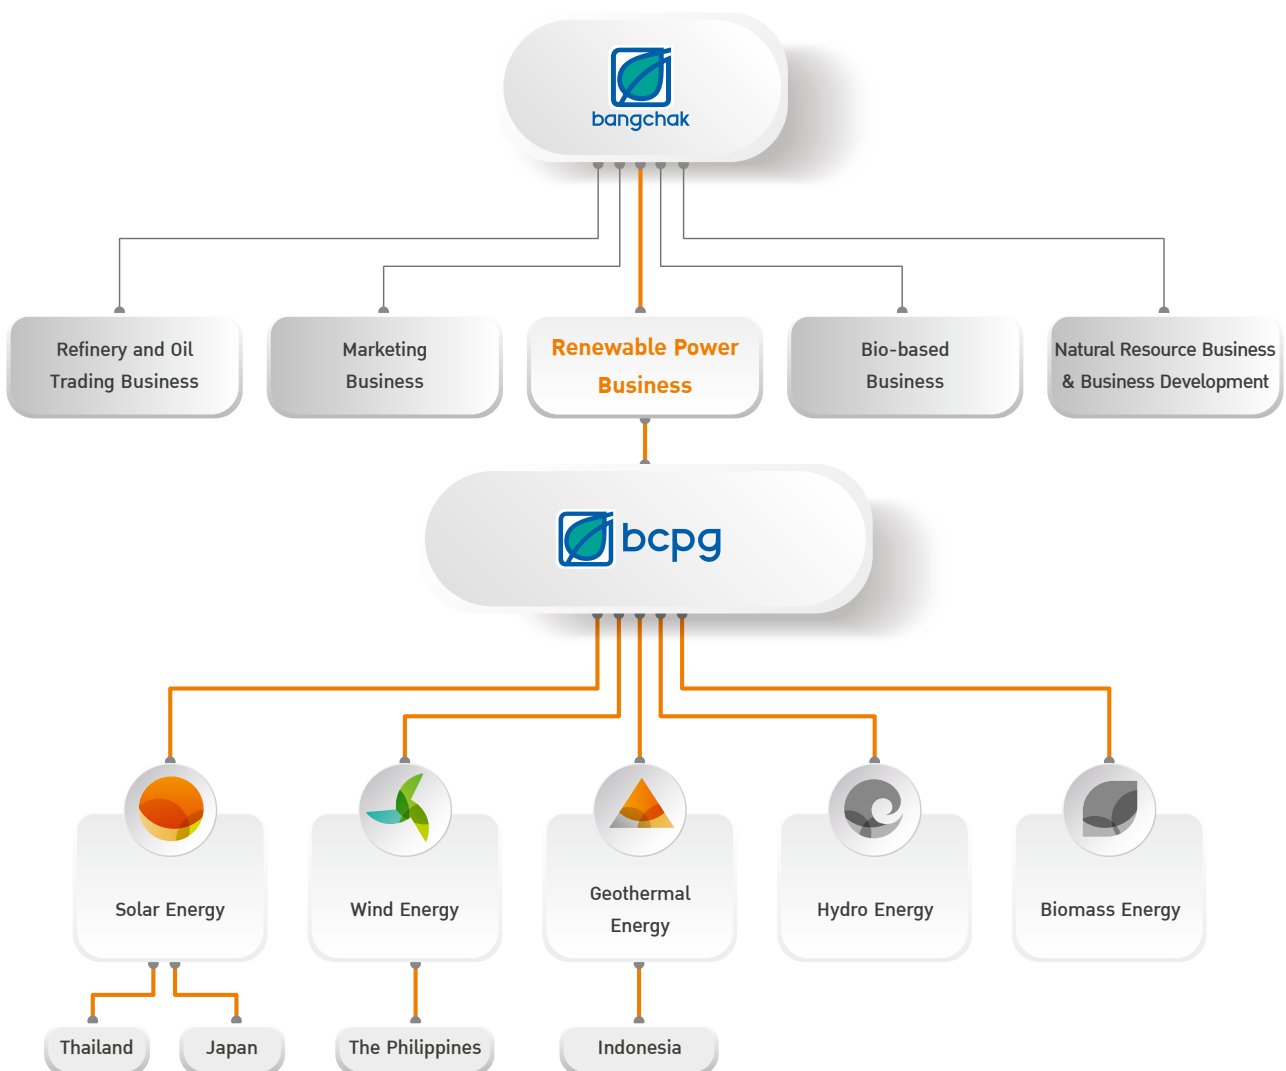 bangchak
Refinery and Oil
Trading Business
Marketing
Business
Renewable Power
Business
Bio-based
Business
Natural Resource Business
& Business Development
bcpg
Solar Energy
Wind Energy
Geothermal
Energy
Hydro Energy
Biomass Energy
Thailand
Japan
The Philippines
Indonesia